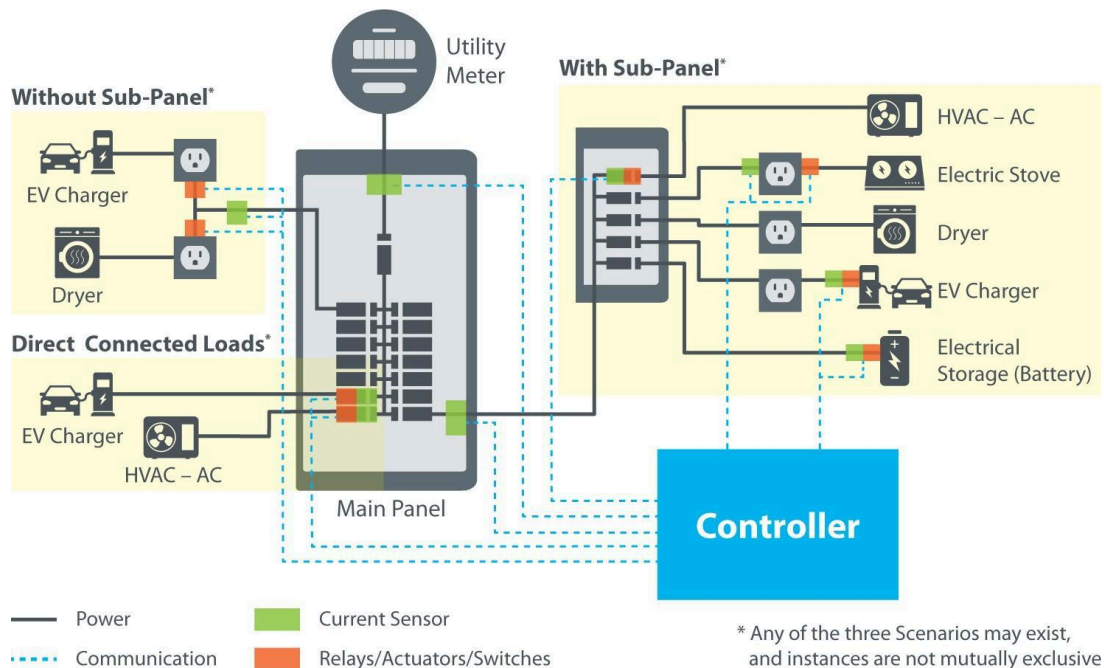 Utility
Meter
Without Sub-Panel*
EV Charger
Dryer
Direct Connected Loads*
EV Charger
HVAC – AC
Main Panel
With Sub-Panel*
HVAC – AC
Electric Stove
Dryer
EV Charger
Electrical
Storage (Battery)
Controller
Power
Communication
Current Sensor
Relays/Actuators/Switches
* Any of the three Scenarios may exist,
and instances are not mutually exclusive